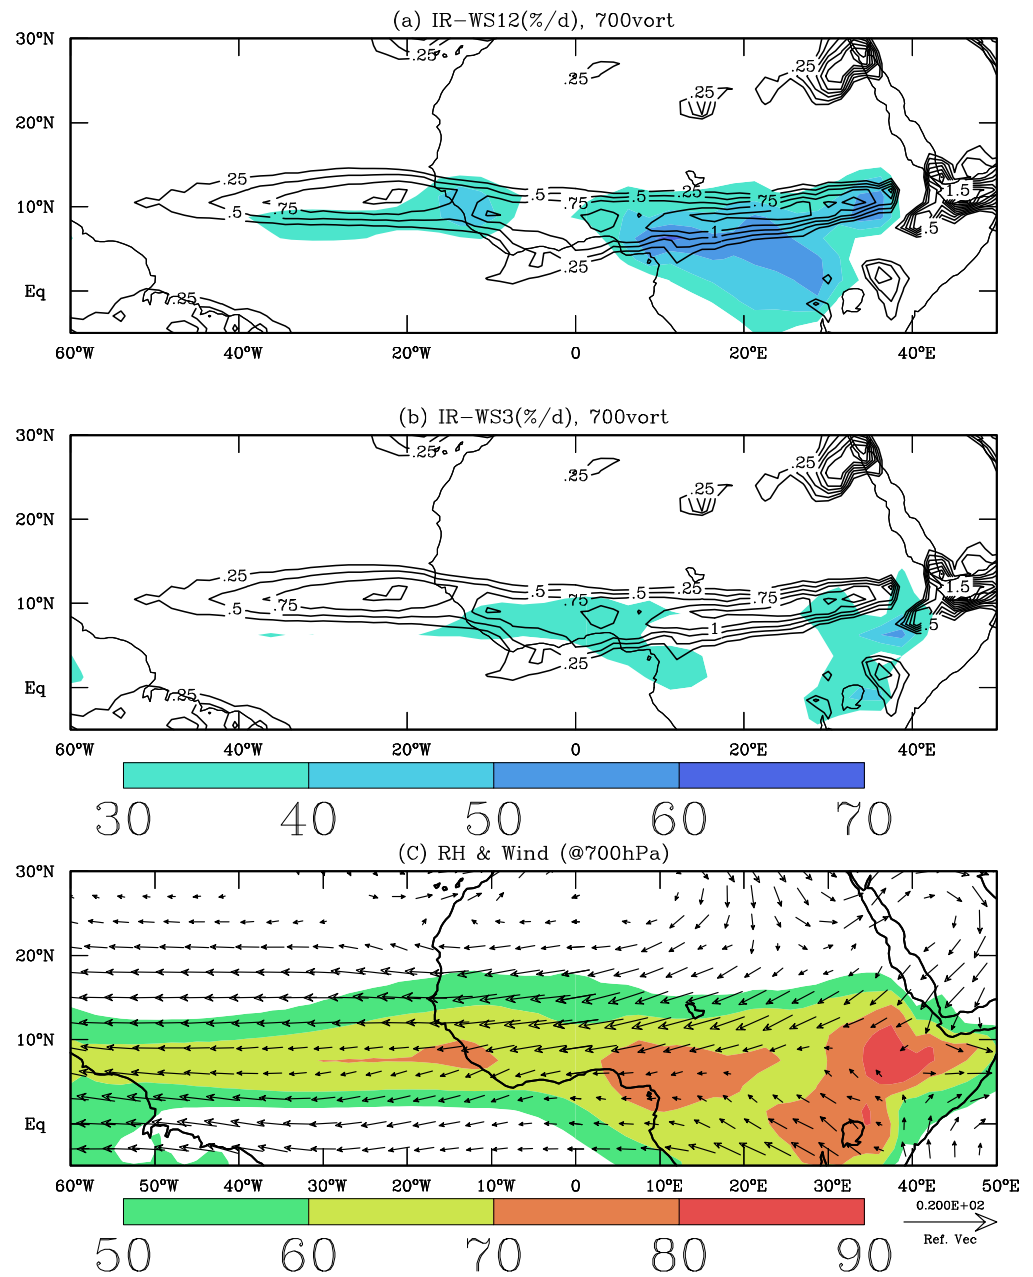 (a) IR-WS12(%/d), 700vort
30°N
20°N
10°N
Eq
.25 .25 .25 .25
.25 .5 .75 .5 .5 .25 .75 1 1.5 .5
.25 .25
60°W 40°W 20°W 0 20°E 40°E
(b) IR-WS3(%/d), 700vort
30°N
20°N
10°N
Eq
.25 .25 .25 .25
.25 .5 .75 .5 .75 .5 .25 .75 1 1.5 .5
.25 .25
60°W 40°W 20°W 0 20°E 40°E
30 40 50 60 70
(C) RH & Wind (@700hPa)
30°N
20°N
10°N
Eq
60°W 50°W 40°W 30°W 20°W 10°W 0 10°E 20°E 30°E 40°E 50°E
50 60 70 80 90
0.200E+02
Ref. Vec